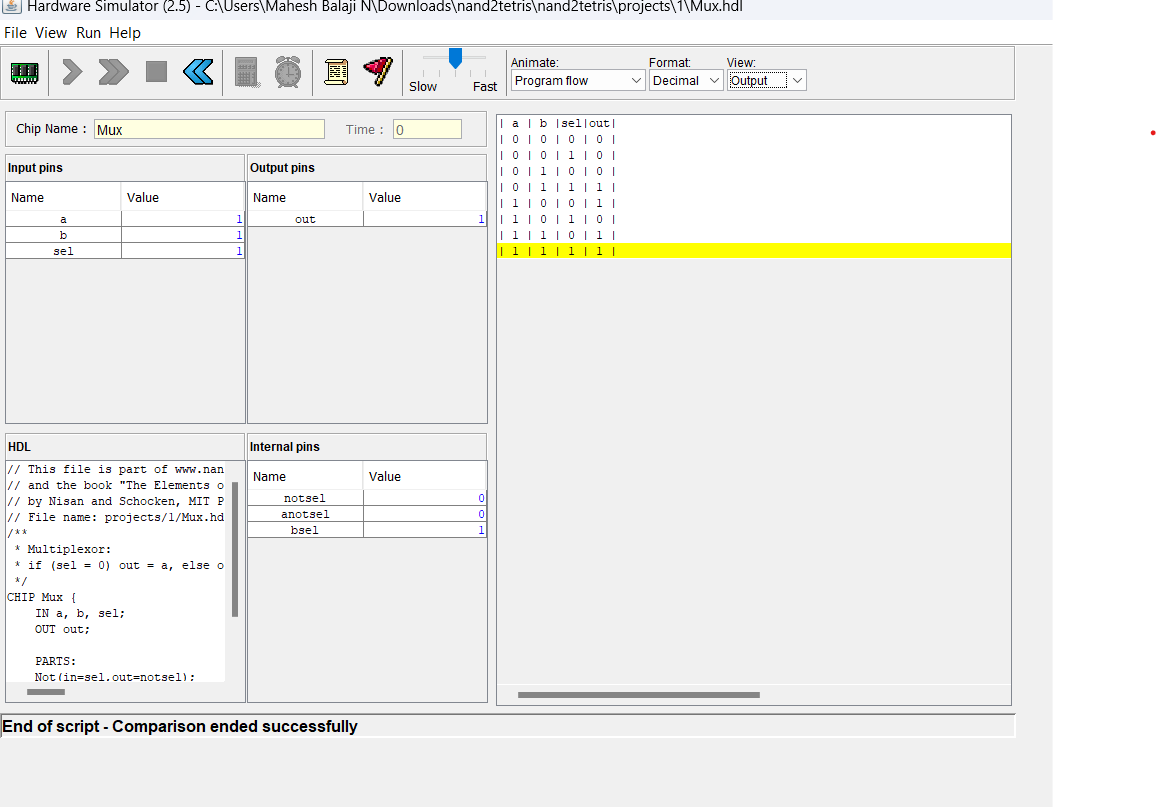 Hardware Simulator (2.5) - C:\Users\Mahesh Balaji N\Downloads\nand2tetris\nand2tetris\projects\1\Mux.hdl
File View Run Help
Slow Fast
Animate: Format: View:
Program flow Decimal Output
Chip Name : Mux Time : 0
Input pins
Name Value
a 1
b 1
sel 1
Output pins
Name Value
out 1
HDL
// This file is part of www.nan
// and the book "The Elements o
// by Nisan and Schocken, MIT P
// File name: projects/1/Mux.hd
/**
* Multiplexor:
* if (sel = 0) out = a, else o
*/
CHIP Mux {
IN a, b, sel;
OUT out;
PARTS:
Not(in=sel,out=notsel);
Internal pins
Name Value
notsel 0
anotsel 0
bsel 1
| a | b |sel|out|
| 0 | 0 | 0 | 0 |
| 0 | 0 | 1 | 0 |
| 0 | 1 | 0 | 0 |
| 0 | 1 | 1 | 1 |
| 1 | 0 | 0 | 1 |
| 1 | 0 | 1 | 0 |
| 1 | 1 | 0 | 1 |
| 1 | 1 | 1 | 1 |
End of script - Comparison ended successfully